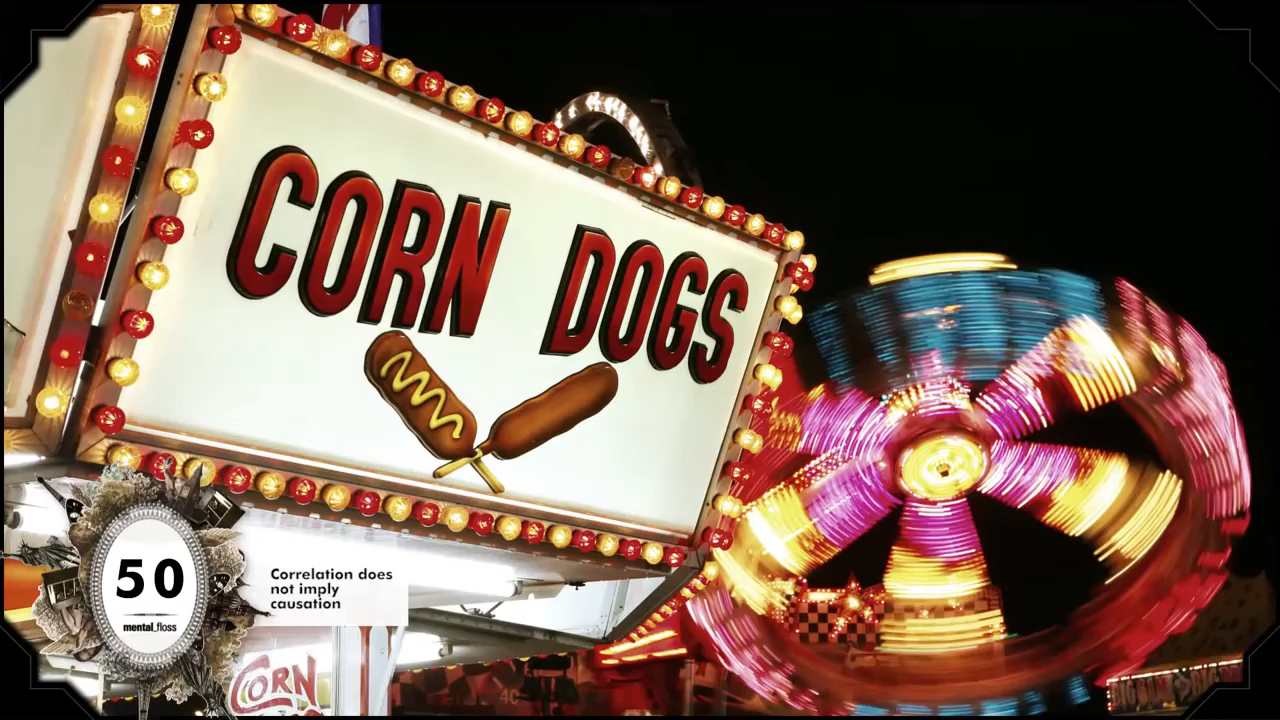 CORN DOGS
50
mental_floss
Correlation does
not imply
causation
CORN